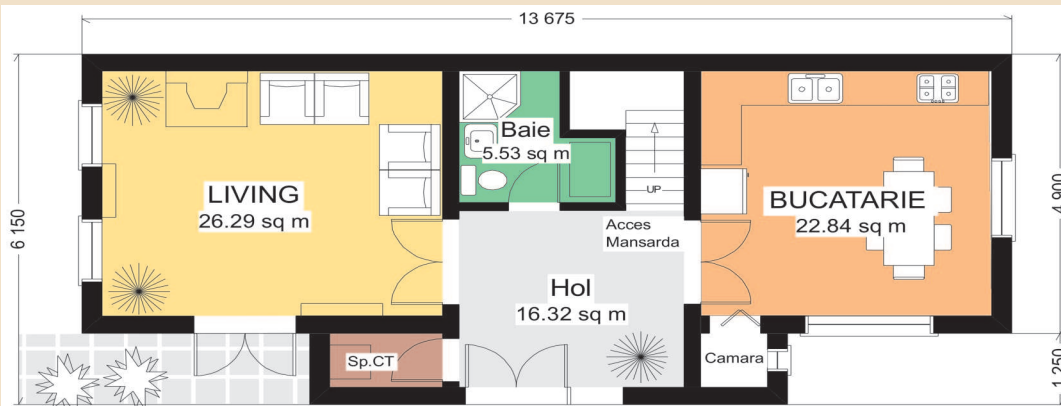 13 675
6 150
LIVING
26.29 sq m
Baie
5.53 sq m
UP
Acces
Mansarda
BUCATARIE
22.84 sq m
4 900
Hol
16.32 sq m
Sp.CT
Camara
1 250